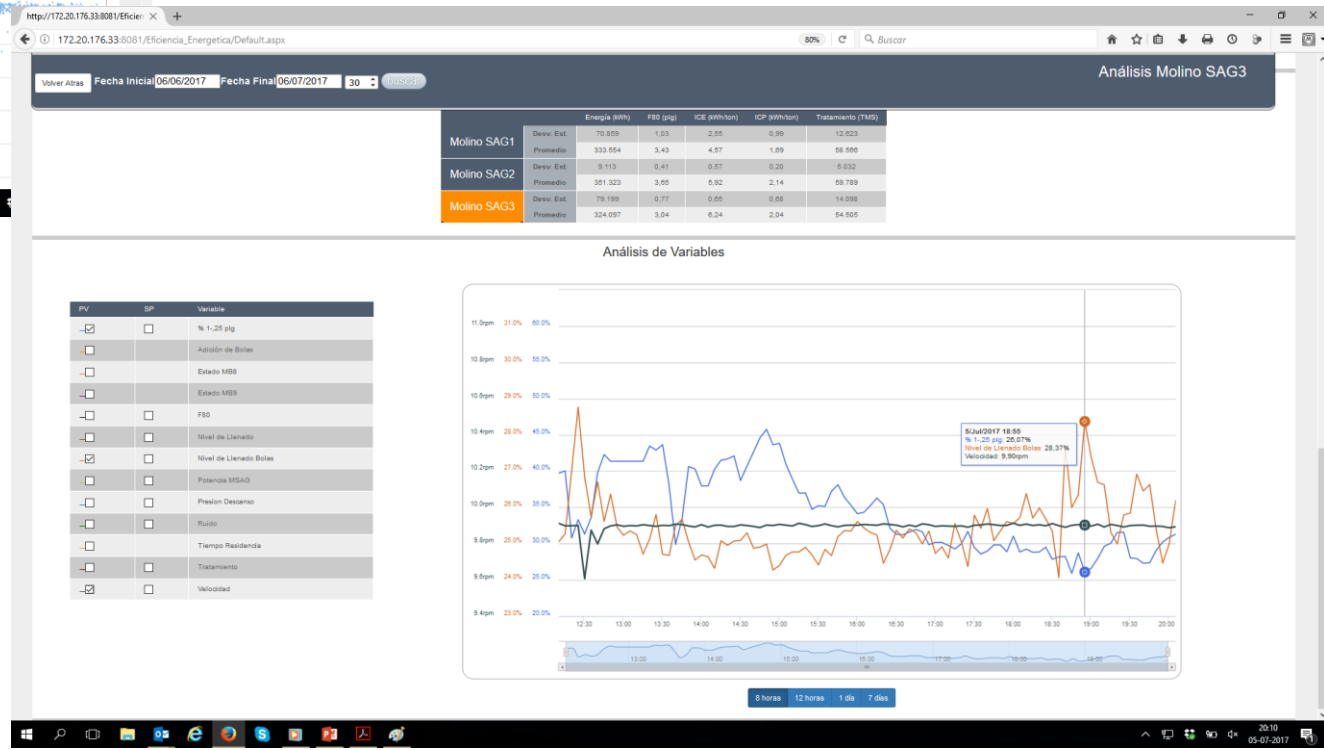 http://172.20.176.33:8081/Eficien
172.20.176.33:8081/Eficiencia_Energetica/Default.aspx 80% Buscar
Volver Atras Fecha Inicial 06/06/2017 Fecha Final 06/07/2017 30 buscar Análisis Molino SAG3
Energía (kWh) F80 (plg) ICE (kWh/ton) ICP (kWh/ton) Tratamiento (TMS)
Molino SAG1 Desv. Est. 70.859 1,03 2,55 0,99 12.623
Promedio 333.554 3,43 4,57 1,69 58.566
Molino SAG2 Desv. Est. 9.113 0,41 0,57 0,20 5.032
Promedio 351.323 3,65 5,92 2,14 59.789
Molino SAG3 Desv. Est. 79.199 0,77 0,65 0,68 14.098
Promedio 324.097 3,04 6,24 2,04 54.505
Análisis de Variables
PV SP Variable
% 1-,25 plg
Adición de Bolas
Estado MB8
Estado MB9
F80
Nivel de Llenado
Nivel de Llenado Bolas
Potencia MSAG
Presion Descanso
Ruido
Tiempo Residencia
Tratamiento
Velocidad
11.0rpm 31.0% 60.0%
10.8rpm 30.0% 55.0%
10.6rpm 29.0% 50.0%
10.4rpm 28.0% 45.0%
10.2rpm 27.0% 40.0%
10.0rpm 26.0% 35.0%
9.8rpm 25.0% 30.0%
9.6rpm 24.0% 25.0%
9.4rpm 23.0% 20.0%
5/Jul/2017 18:55
% 1-,25 plg: 26,07%
Nivel de Llenado Bolas: 28,37%
Velocidad: 9,90rpm
12:30 13:00 13:30 14:00 14:30 15:00 15:30 16:00 16:30 17:00 17:30 18:00 18:30 19:00 19:30 20:00
13:00 14:00 15:00 16:00 17:00 18:00 19:00
8 horas 12 horas 1 día 7 días
20:10
05-07-2017